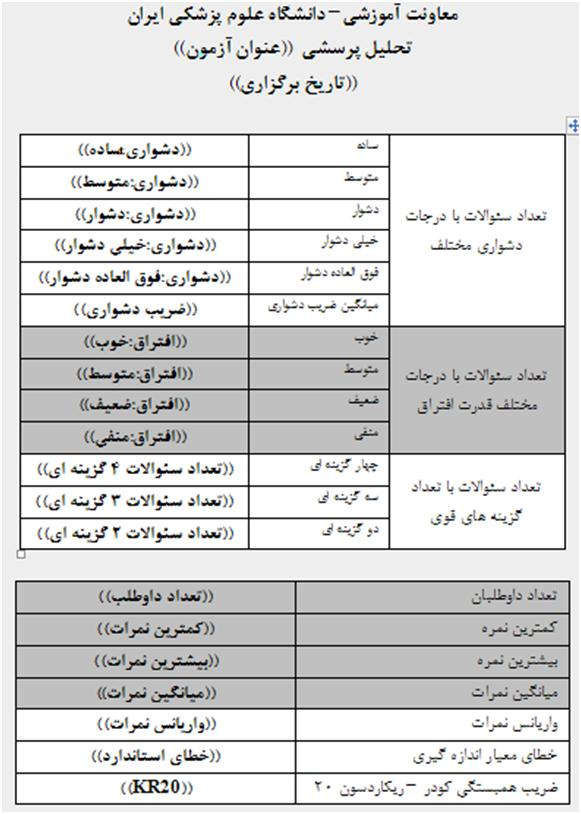 معاونت آموزشی-دانشگاه علوم پزشکی ایران
تحلیل پرسشی ((عنوان آزمون))
((تاریخ برگزاری))
تعداد سئوالات با درجات دشواری مختلف
ساده ((دشواری:ساده))
متوسط ((دشواری:متوسط))
دشوار ((دشواری:دشوار))
خیلی دشوار ((دشواری:خیلی دشوار))
فوق العاده دشوار ((دشواری:فوق العاده دشوار))
میانگین ضریب دشواری ((ضریب دشواری))
تعداد سئوالات با درجات مختلف قدرت افتراق
خوب ((افتراق:خوب))
متوسط ((افتراق:متوسط))
ضعیف ((افتراق:ضعیف))
منفی ((افتراق:منفی))
تعداد سئوالات با تعداد گزینه های قوی
چهار گزینه ای ((تعداد سئوالات ۴ گزینه ای))
سه گزینه ای ((تعداد سئوالات ۳ گزینه ای))
دو گزینه ای ((تعداد سئوالات ۲ گزینه ای))
تعداد داوطلبان ((تعداد داوطلب))
کمترین نمره ((کمترین نمرات))
بیشترین نمره ((بیشترین نمرات))
میانگین نمرات ((میانگین نمرات))
واریانس نمرات ((واریانس نمرات))
خطای معیار اندازه گیری ((خطای استاندارد))
ضریب همبستگی کودر -ریکاردسون ۲۰ ((KR20))